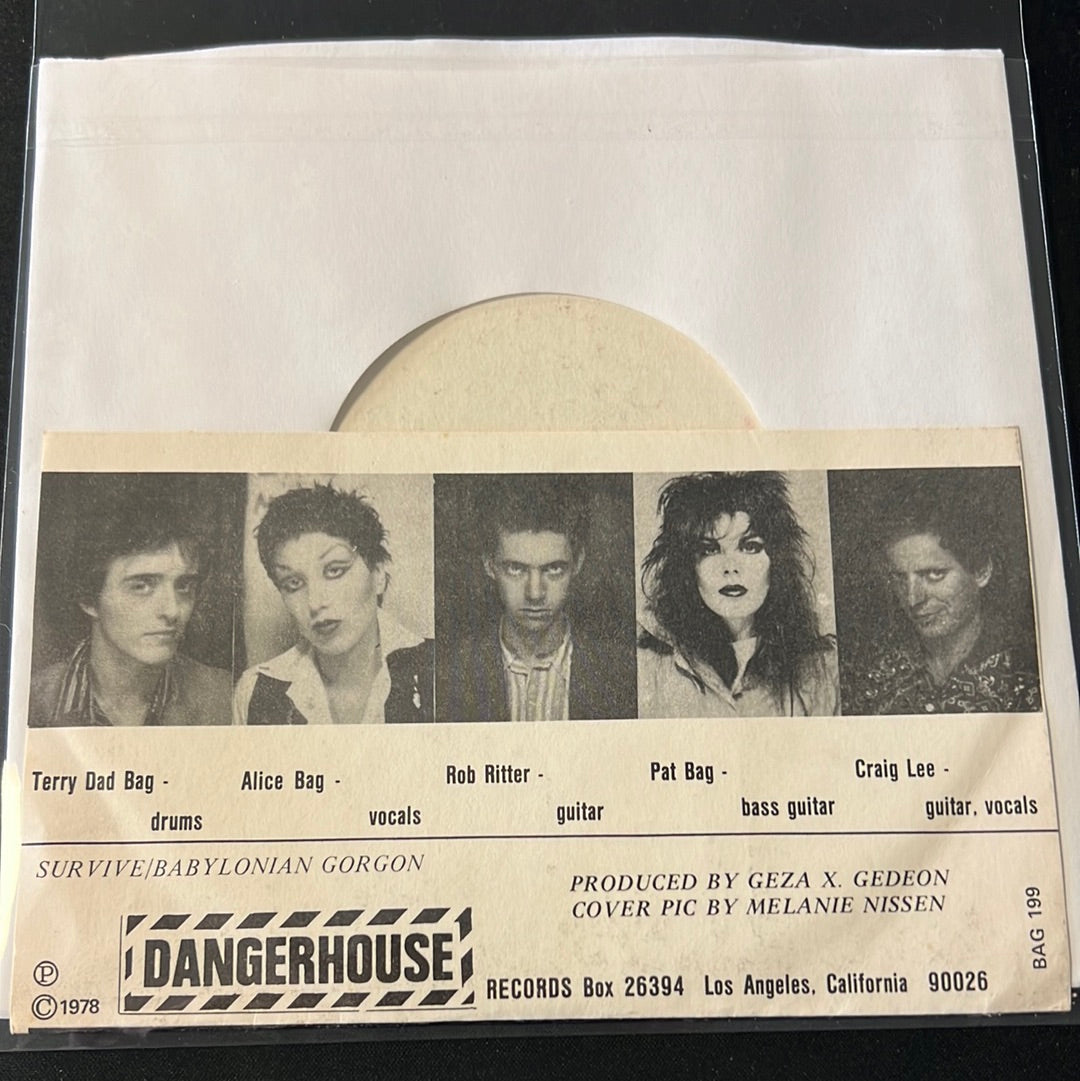 Terry Dad Bag -
drums
Alice Bag -
vocals
Rob Ritter -
guitar
Pat Bag -
bass guitar
Craig Lee -
guitar, vocals
SURVIVE/BABYLONIAN GORGON
PRODUCED BY GEZA X. GEDEON
COVER PIC BY MELANIE NISSEN
BAG 199
Ⓟ
©1978
DANGERHOUSE
RECORDS Box 26394 Los Angeles, California 90026